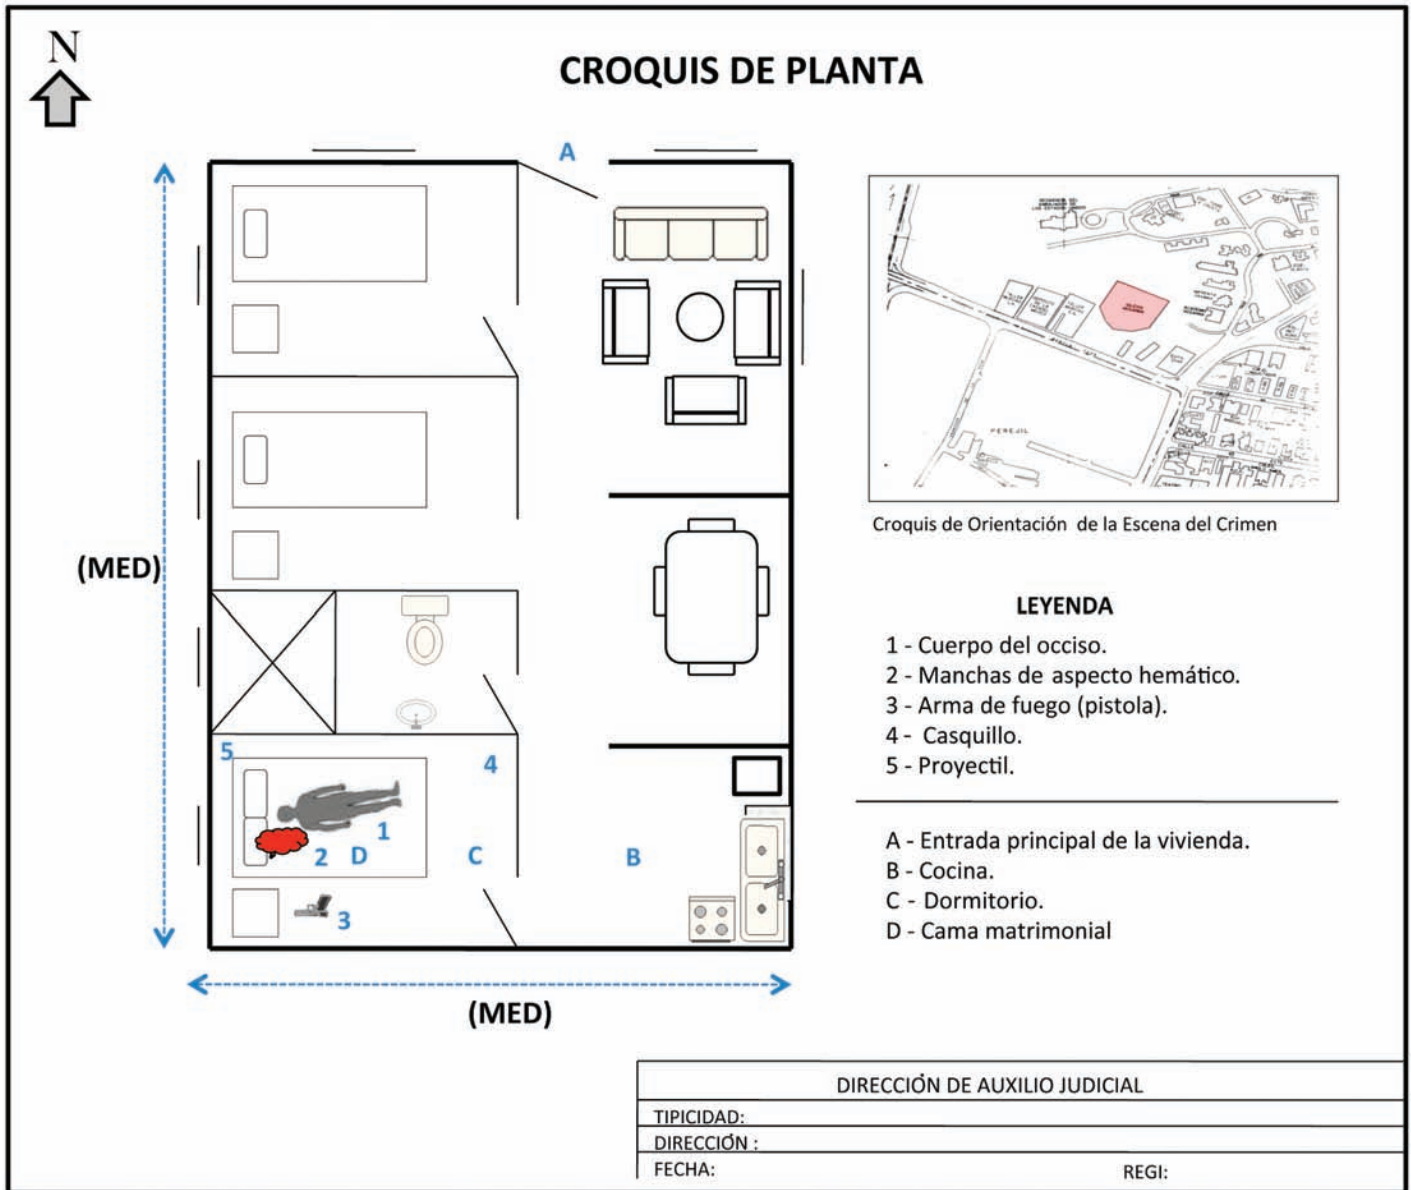 N
CROQUIS DE PLANTA
A
(MED)
5
4
1
2
D
C
B
3
(MED)
PEREJIL
Croquis de Orientación de la Escena del Crimen
LEYENDA
1 - Cuerpo del occiso.
2 - Manchas de aspecto hemático.
3 - Arma de fuego (pistola).
4 - Casquillo.
5 - Proyectil.
A - Entrada principal de la vivienda.
B - Cocina.
C - Dormitorio.
D - Cama matrimonial
DIRECCIÓN DE AUXILIO JUDICIAL
TIPICIDAD:
DIRECCIÓN :
FECHA: REGI: